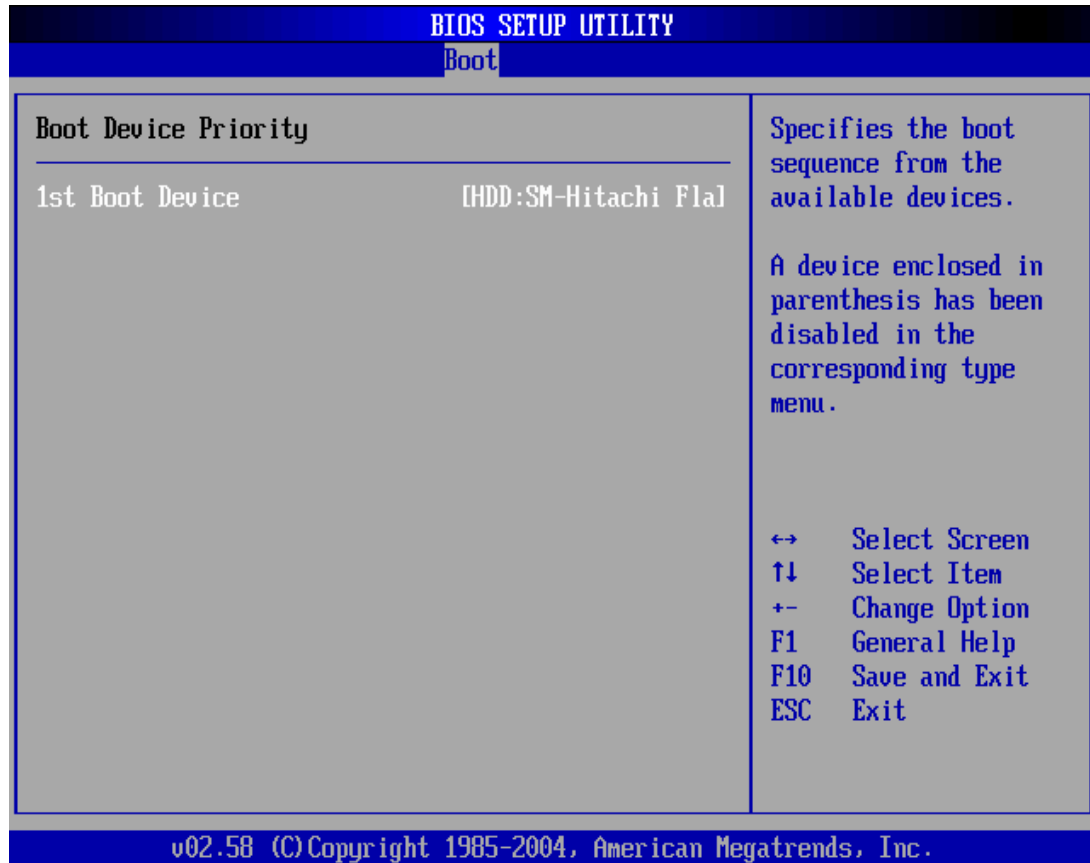 BIOS SETUP UTILITY
Boot
Boot Device Priority
1st Boot Device [HDD:SM-Hitachi Fla]
Specifies the boot
sequence from the
available devices.
A device enclosed in
parenthesis has been
disabled in the
corresponding type
menu.
←→ Select Screen
↑↓ Select Item
+- Change Option
F1 General Help
F10 Save and Exit
ESC Exit
v02.58 (C)Copyright 1985-2004, American Megatrends, Inc.